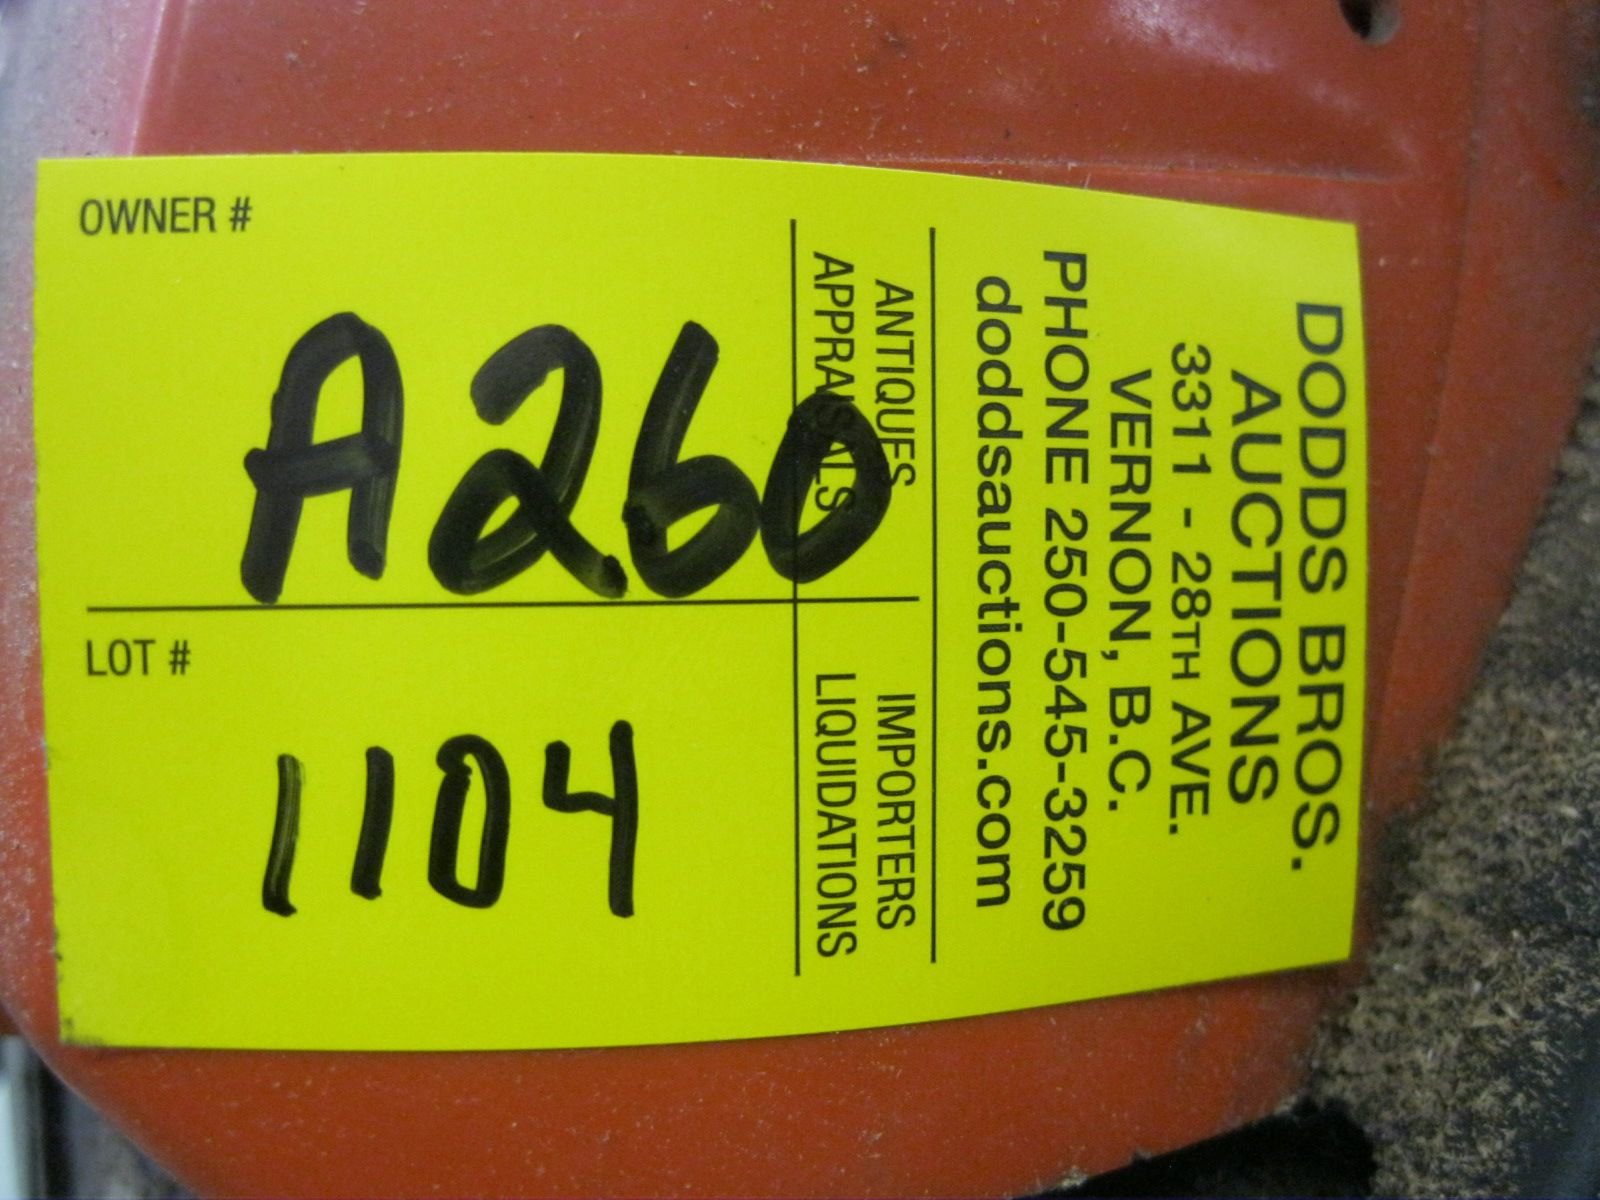 DODDS BROS.
AUCTIONS
3311 - 28TH AVE.
VERNON, B.C.
PHONE 250-545-3259
doddsauctions.com
ANTIQUES IMPORTERS
APPRAISALS LIQUIDATIONS
OWNER #
A260
LOT #
1104